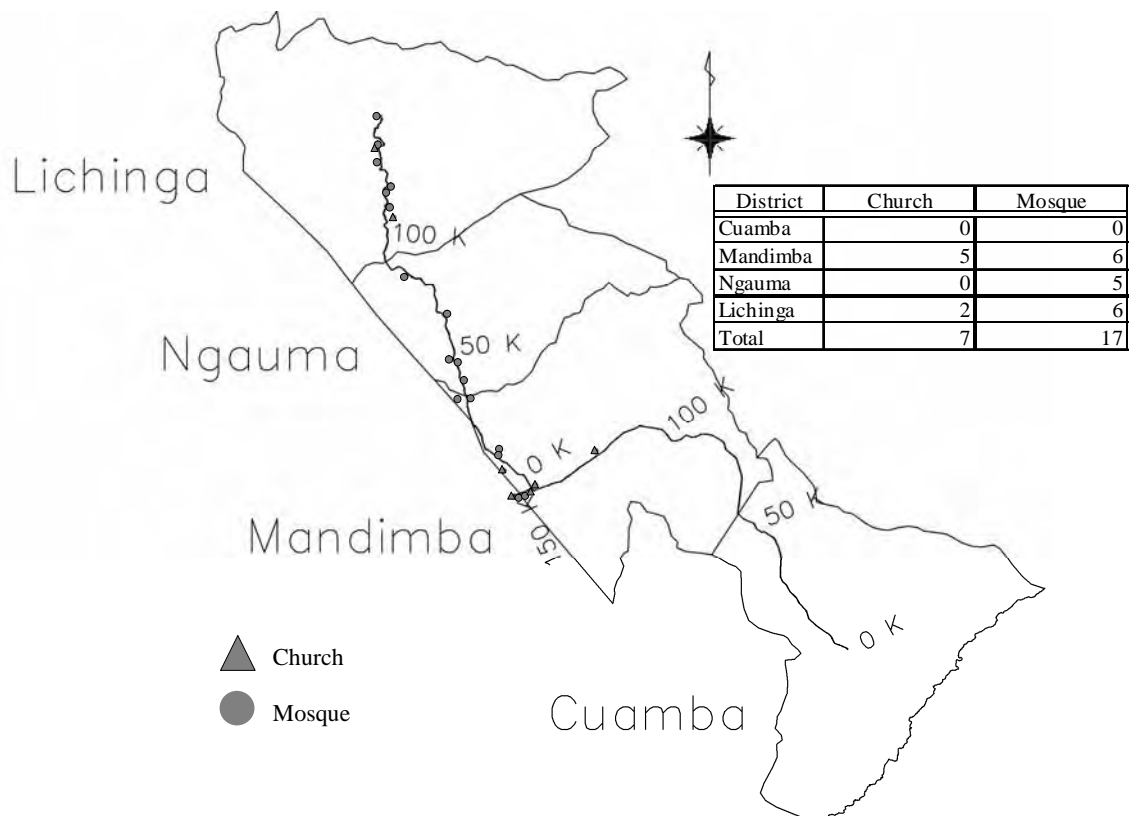 Lichinga
100 K
District Church Mosque
Cuamba 0 0
Mandimba 5 6
Ngauma 0 5
Lichinga 2 6
Total 7 17
Ngauma
50 K
100 K
0 K
Mandimba
150 K
50 K
0 K
Church
Mosque
Cuamba